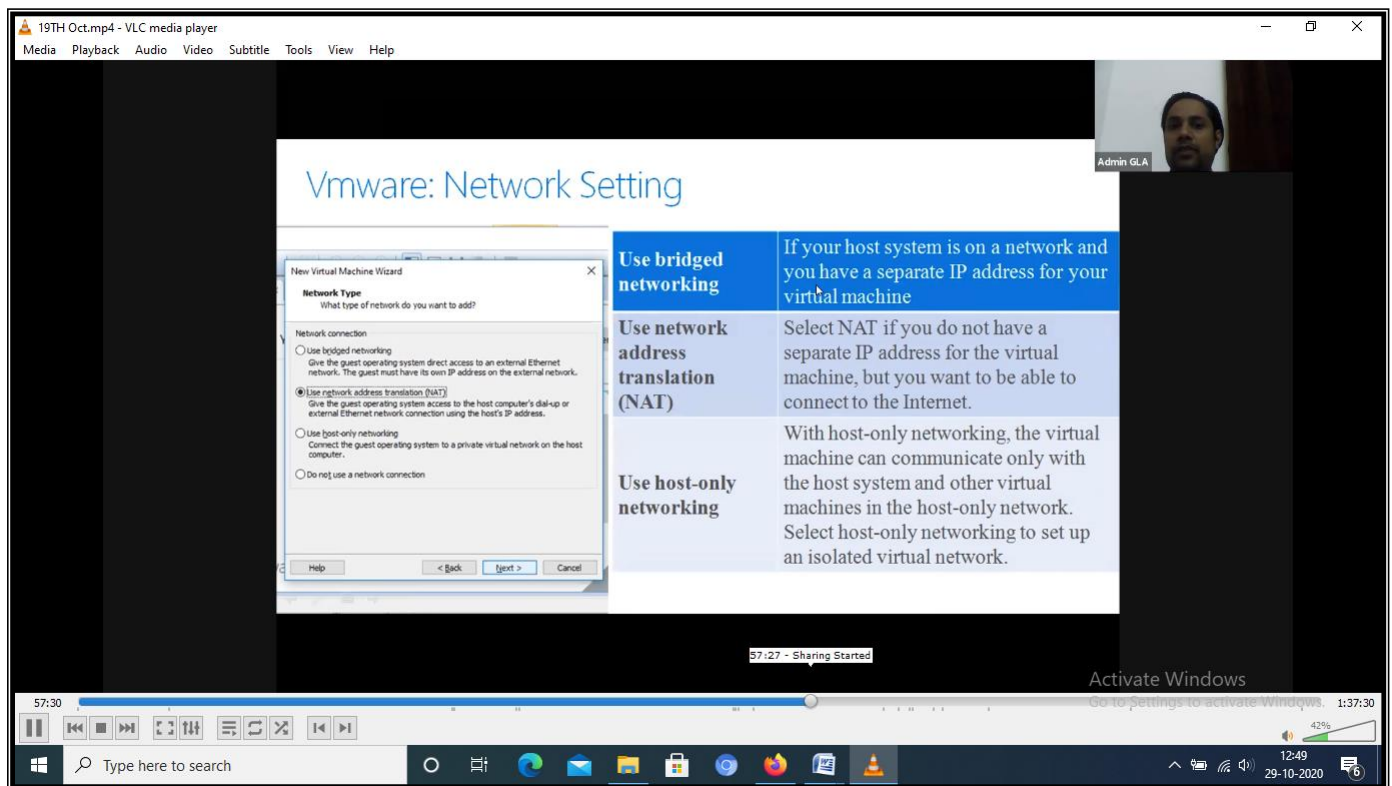 19TH Oct.mp4 - VLC media player
Media Playback Audio Video Subtitle Tools View Help
Admin GLA
Vmware: Network Setting
New Virtual Machine Wizard
Network Type
What type of network do you want to add?
Network connection
Use bridged networking
Give the guest operating system direct access to an external Ethernet
network. The guest must have its own IP address on the external network.
Use network address translation (NAT)
Give the guest operating system access to the host computer's dial-up or
external Ethernet network connection using the host's IP address.
Use host-only networking
Connect the guest operating system to a private virtual network on the host
computer.
Do not use a network connection
Help < Back Next > Cancel
Use bridged
networking
If your host system is on a network and
you have a separate IP address for your
virtual machine
Use network
address
translation
(NAT)
Select NAT if you do not have a
separate IP address for the virtual
machine, but you want to be able to
connect to the Internet.
Use host-only
networking
With host-only networking, the virtual
machine can communicate only with
the host system and other virtual
machines in the host-only network.
Select host-only networking to set up
an isolated virtual network.
57:27 - Sharing Started
Activate Windows
Go to Settings to activate Windows.
57:30 1:37:30
42%
Type here to search
12:49
29-10-2020
6